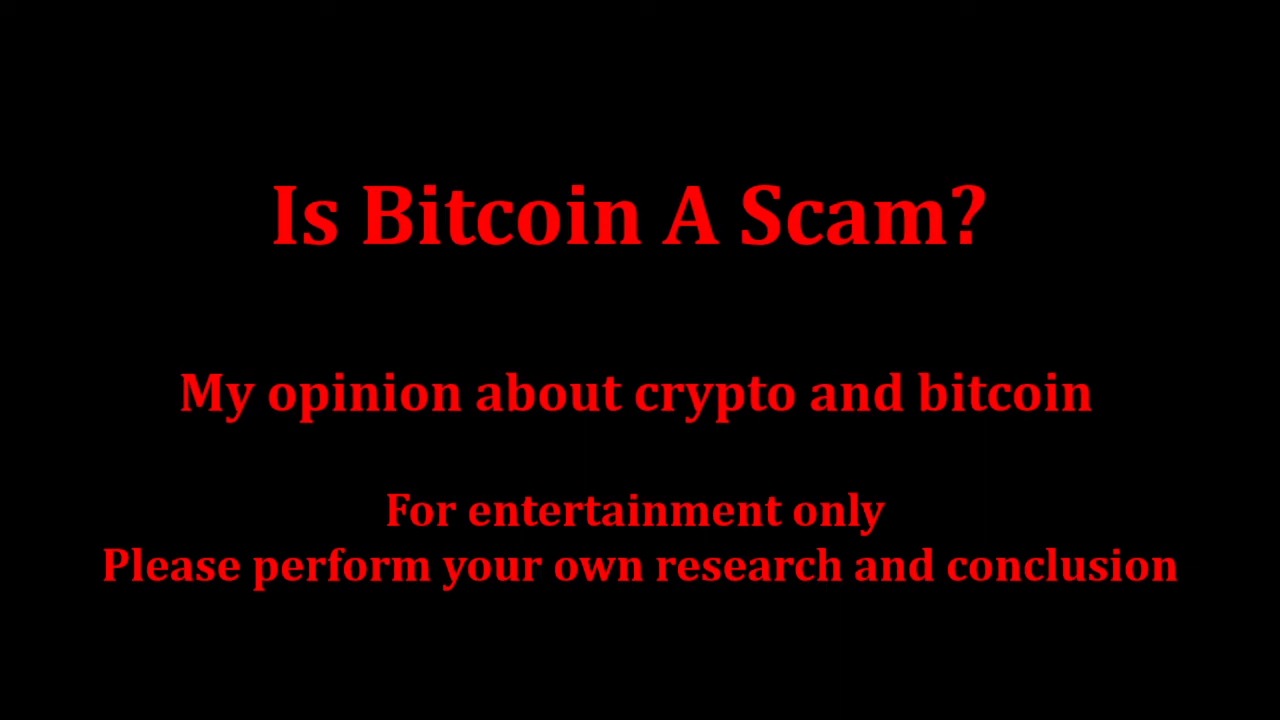 Is Bitcoin A Scam?
My opinion about crypto and bitcoin
For entertainment only
Please perform your own research and conclusion